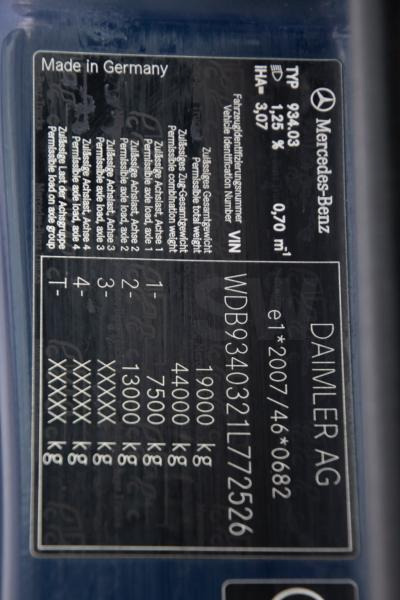 Mercedes-Benz
TYP 934.03
1,25 % 0,70 m-1
iHA= 3,07
DAIMLER AG
e1*2007/46*0682
Fahrzeugidentifizierungsnummer
Vehicle Identification Number VIN WDB9340321L772526
Zulässiges Gesamtgewicht
Permissible total weight 19000 kg
Zulässiges Zug-Gesamtgewicht
Permissible combination weight 44000 kg
Zulässige Achslast, Achse 1
Permissible axle load, axle 1 1- 7500 kg
Zulässige Achslast, Achse 2
Permissible axle load, axle 2 2- 13000 kg
Zulässige Achslast, Achse 3
Permissible axle load, axle 3 3- XXXX kg
Zulässige Achslast, Achse 4
Permissible axle load, axle 4 4- XXXX kg
Zulässige Last der Achsgruppe
Permissible load on axle group T- XXXX kg
Made in Germany